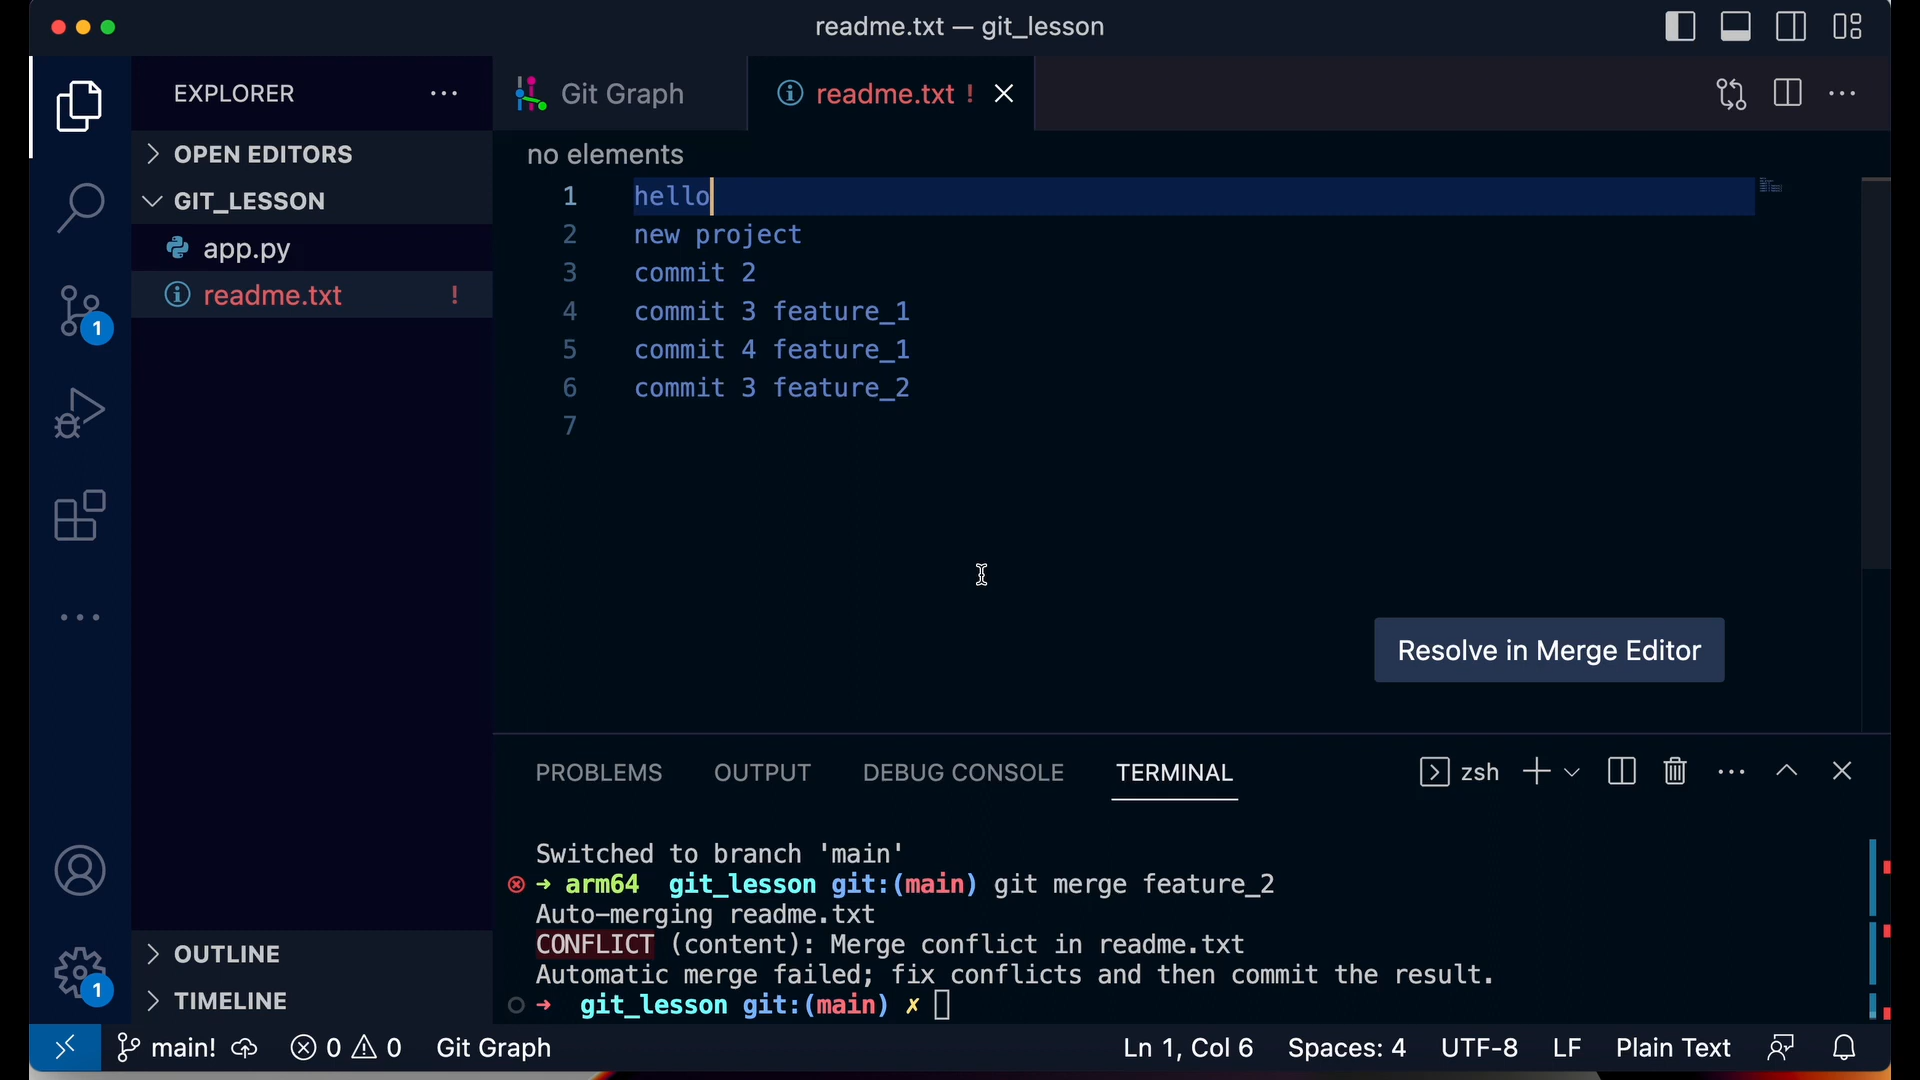 readme.txt — git_lesson
EXPLORER
Git Graph
readme.txt !
OPEN EDITORS
no elements
GIT_LESSON
app.py
readme.txt !
1
1 hello
2 new project
3 commit 2
4 commit 3 feature_1
5 commit 4 feature_1
6 commit 3 feature_2
7
Resolve in Merge Editor
PROBLEMS OUTPUT DEBUG CONSOLE TERMINAL zsh
Switched to branch 'main'
➜ arm64 git_lesson git:(main) git merge feature_2
Auto-merging readme.txt
CONFLICT (content): Merge conflict in readme.txt
Automatic merge failed; fix conflicts and then commit the result.
➜ git_lesson git:(main) ✗
OUTLINE
1
TIMELINE
main! 0 0 Git Graph Ln 1, Col 6 Spaces: 4 UTF-8 LF Plain Text